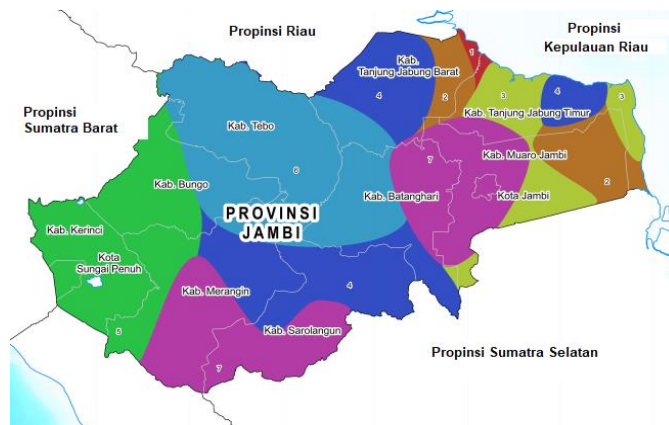 Propinsi Riau
Propinsi
Kepulauan Riau
Propinsi
Sumatra Barat
Kab.
Tanjung Jabung Barat
1
4
2
3
4
3
Kab. Tanjung Jabung Timur
Kab. Tebo
7
Kab. Muaro Jambi
6
Kab. Bungo
2
Kab. Batanghari
Kota Jambi
PROVINSI
JAMBI
Kab. Kerinci
Kota
Sungai Penuh
Kab. Merangin
4
5
Kab. Sarolangun
7
Propinsi Sumatra Selatan